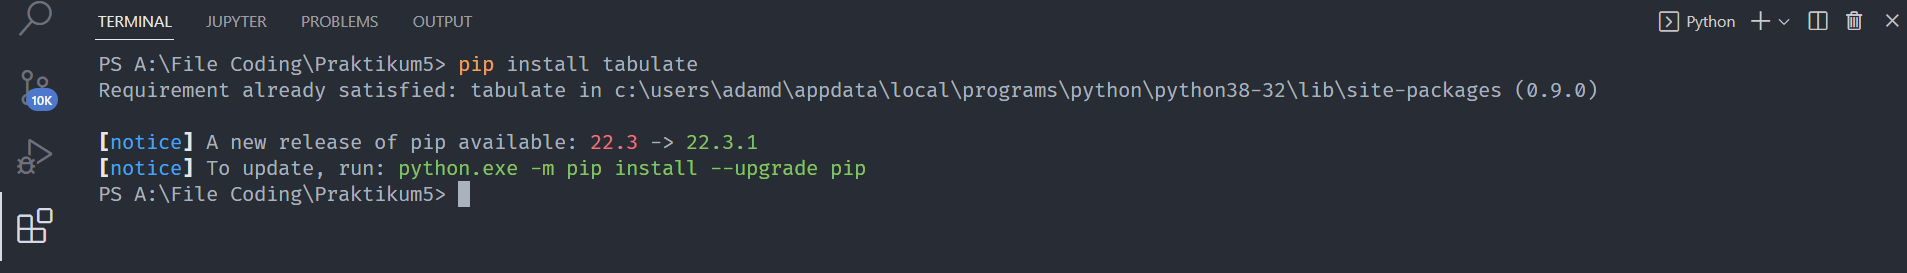 TERMINAL JUPYTER PROBLEMS OUTPUT Python
PS A:\File Coding\Praktikum5> pip install tabulate
Requirement already satisfied: tabulate in c:\users\adamd\appdata\local\programs\python\python38-32\lib\site-packages (0.9.0)
[notice] A new release of pip available: 22.3 -> 22.3.1
[notice] To update, run: python.exe -m pip install --upgrade pip
PS A:\File Coding\Praktikum5>
10K